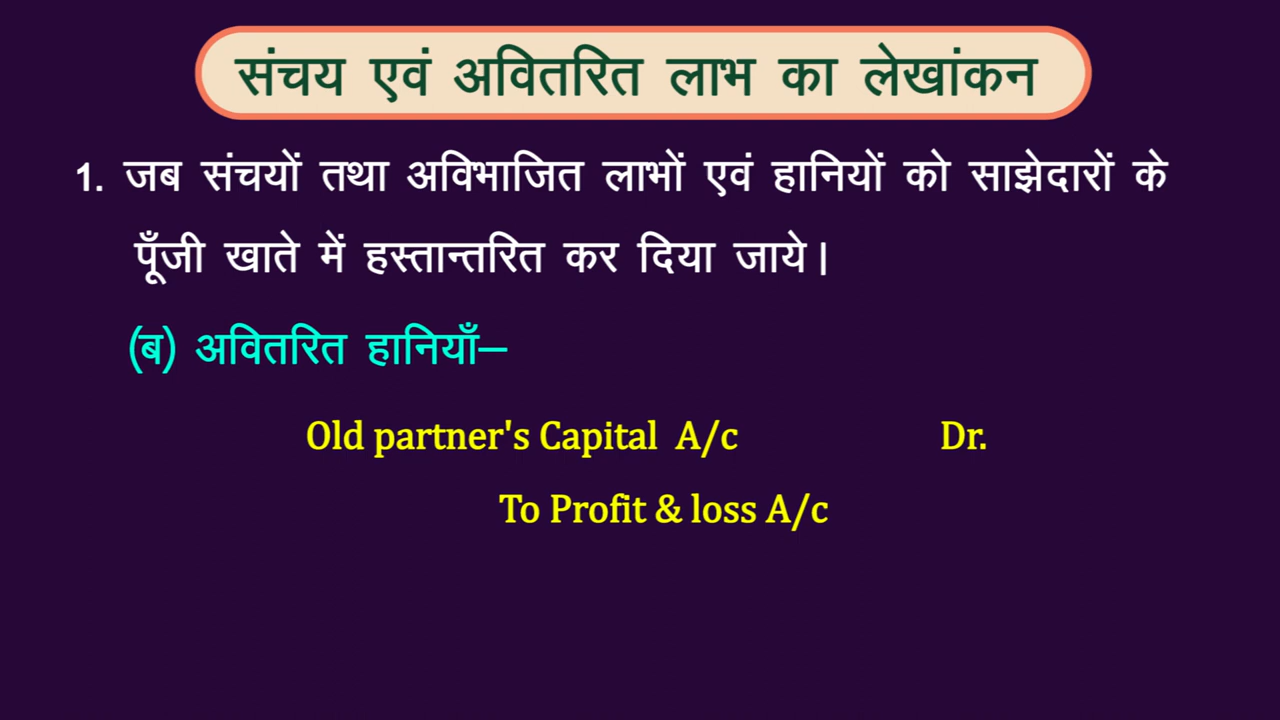 संचय एवं अवितरित लाभ का लेखांकन
1. जब संचयों तथा अविभाजित लाभों एवं हानियों को साझेदारों के
पूँजी खाते में हस्तान्तरित कर दिया जाये।
(ब) अवितरित हानियाँ–
Old partner's Capital A/c Dr.
To Profit & loss A/c